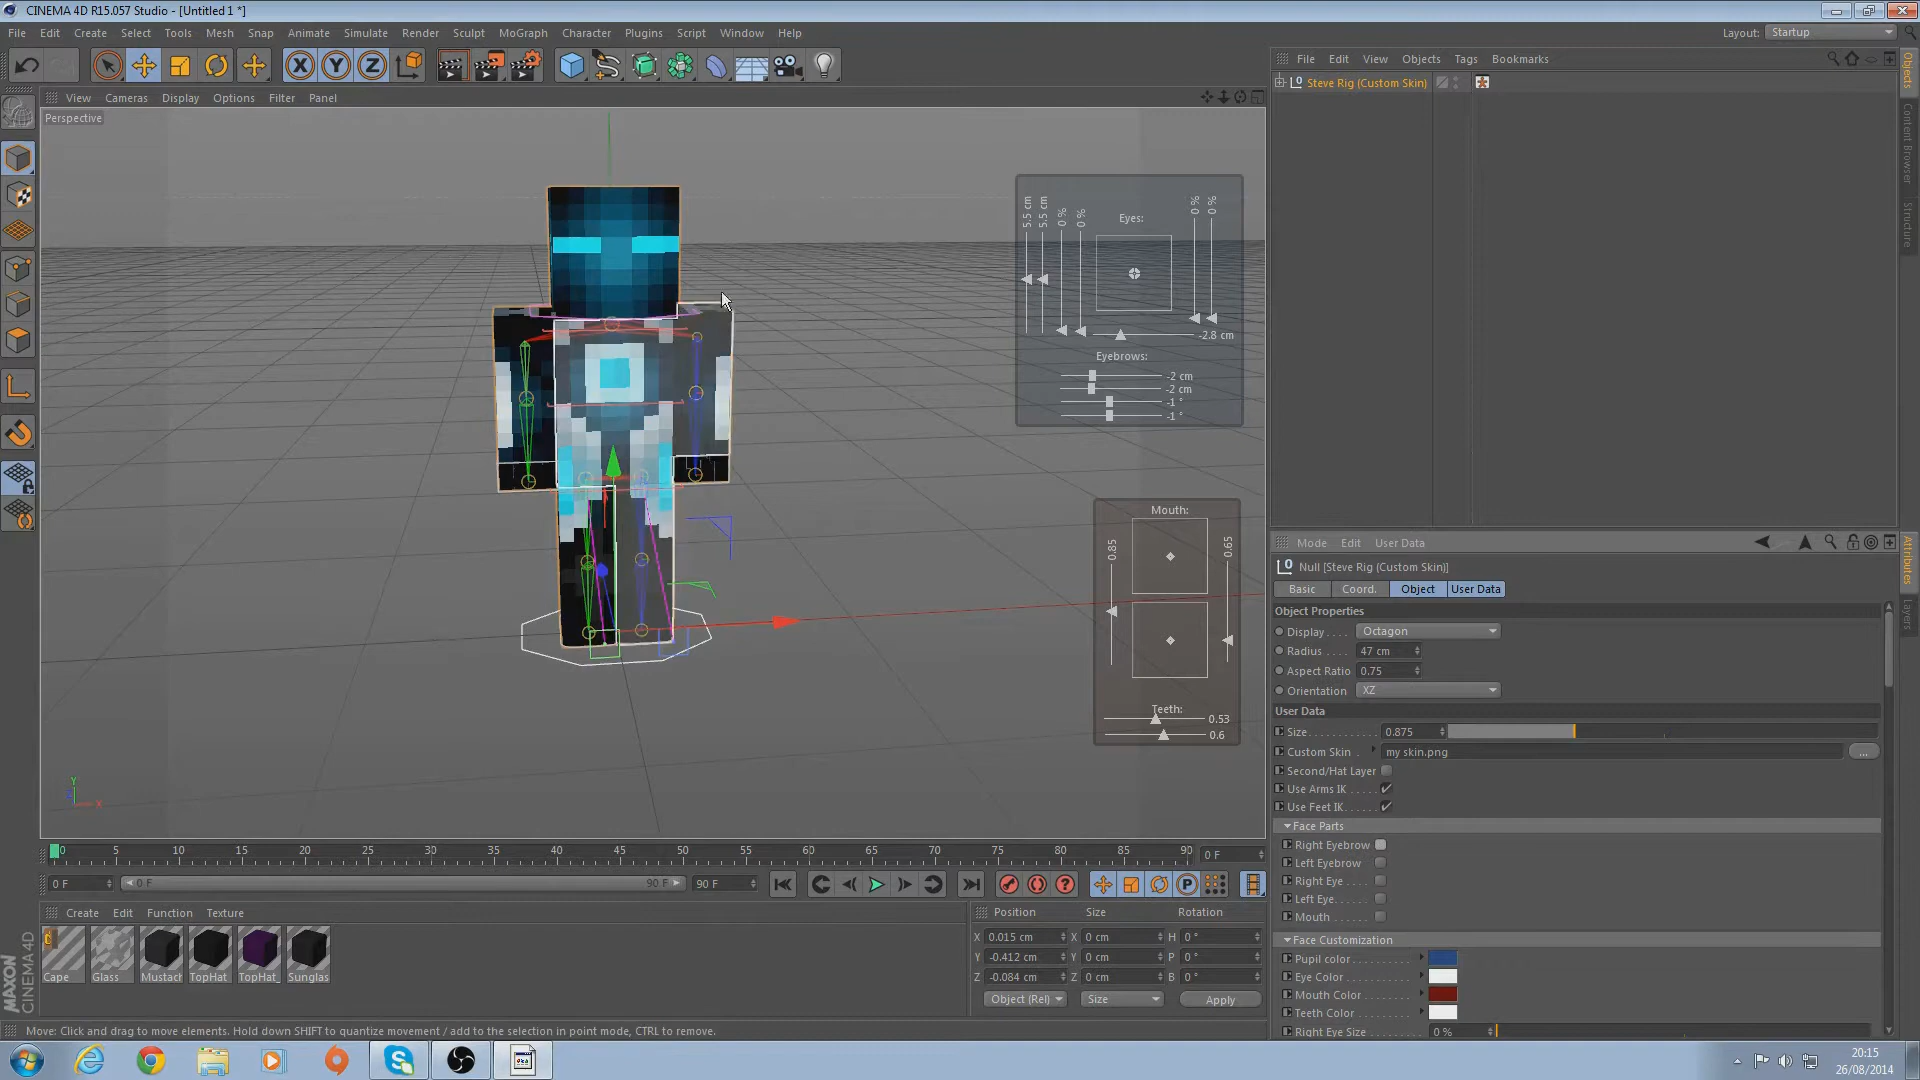 CINEMA 4D R15.057 Studio - [Untitled 1 *]
File Edit Create Select Tools Mesh Snap Animate Simulate Render Sculpt MoGraph Character Plugins Script Window Help
Layout: Startup
View Cameras Display Options Filter Panel
Perspective
File Edit View Objects Tags Bookmarks
Steve Rig (Custom Skin)
Objects
Content Browser
Structure
5.5 cm
5.5 cm
0 %
0 %
Eyes:
0 %
0 %
-2.8 cm
Eyebrows:
-2 cm
-2 cm
-1 °
-1 °
Mouth:
0.85
0.65
Teeth:
0.53
0.6
Y
X
Mode Edit User Data
Attributes
Layers
Null [Steve Rig (Custom Skin)]
Basic Coord. Object User Data
Object Properties
Display . . . . Octagon
Radius . . . . 47 cm
Aspect Ratio 0.75
Orientation . . XZ
User Data
Size . . . . . . . . . . . 0.875
Custom Skin . . my skin.png ...
Second/Hat Layer
Use Arms IK . . . . .
Use Feet IK . . . . . .
Face Parts
Right Eyebrow
Left Eyebrow
Right Eye . . . .
Left Eye. . . . .
Mouth . . . . . .
Face Customization
Pupil color . . . . . .
Eye Color . . . . . . .
Mouth Color . . . . .
Teeth Color . . . . .
Right Eye Size . . . . 0 %
0 5 10 15 20 25 30 35 40 45 50 55 60 65 70 75 80 85 90 0 F
0 F 0 F 90 F 90 F
P
Create Edit Function Texture
Cape Glass Mustach TopHat TopHat_ Sunglas
MAXON
CINEMA 4D
Position Size Rotation
X 0.015 cm X 0 cm H 0 °
Y -0.412 cm Y 0 cm P 0 °
Z -0.084 cm Z 0 cm B 0 °
Object (Rel) Size Apply
Move: Click and drag to move elements. Hold down SHIFT to quantize movement / add to the selection in point mode, CTRL to remove.
20:15
26/08/2014